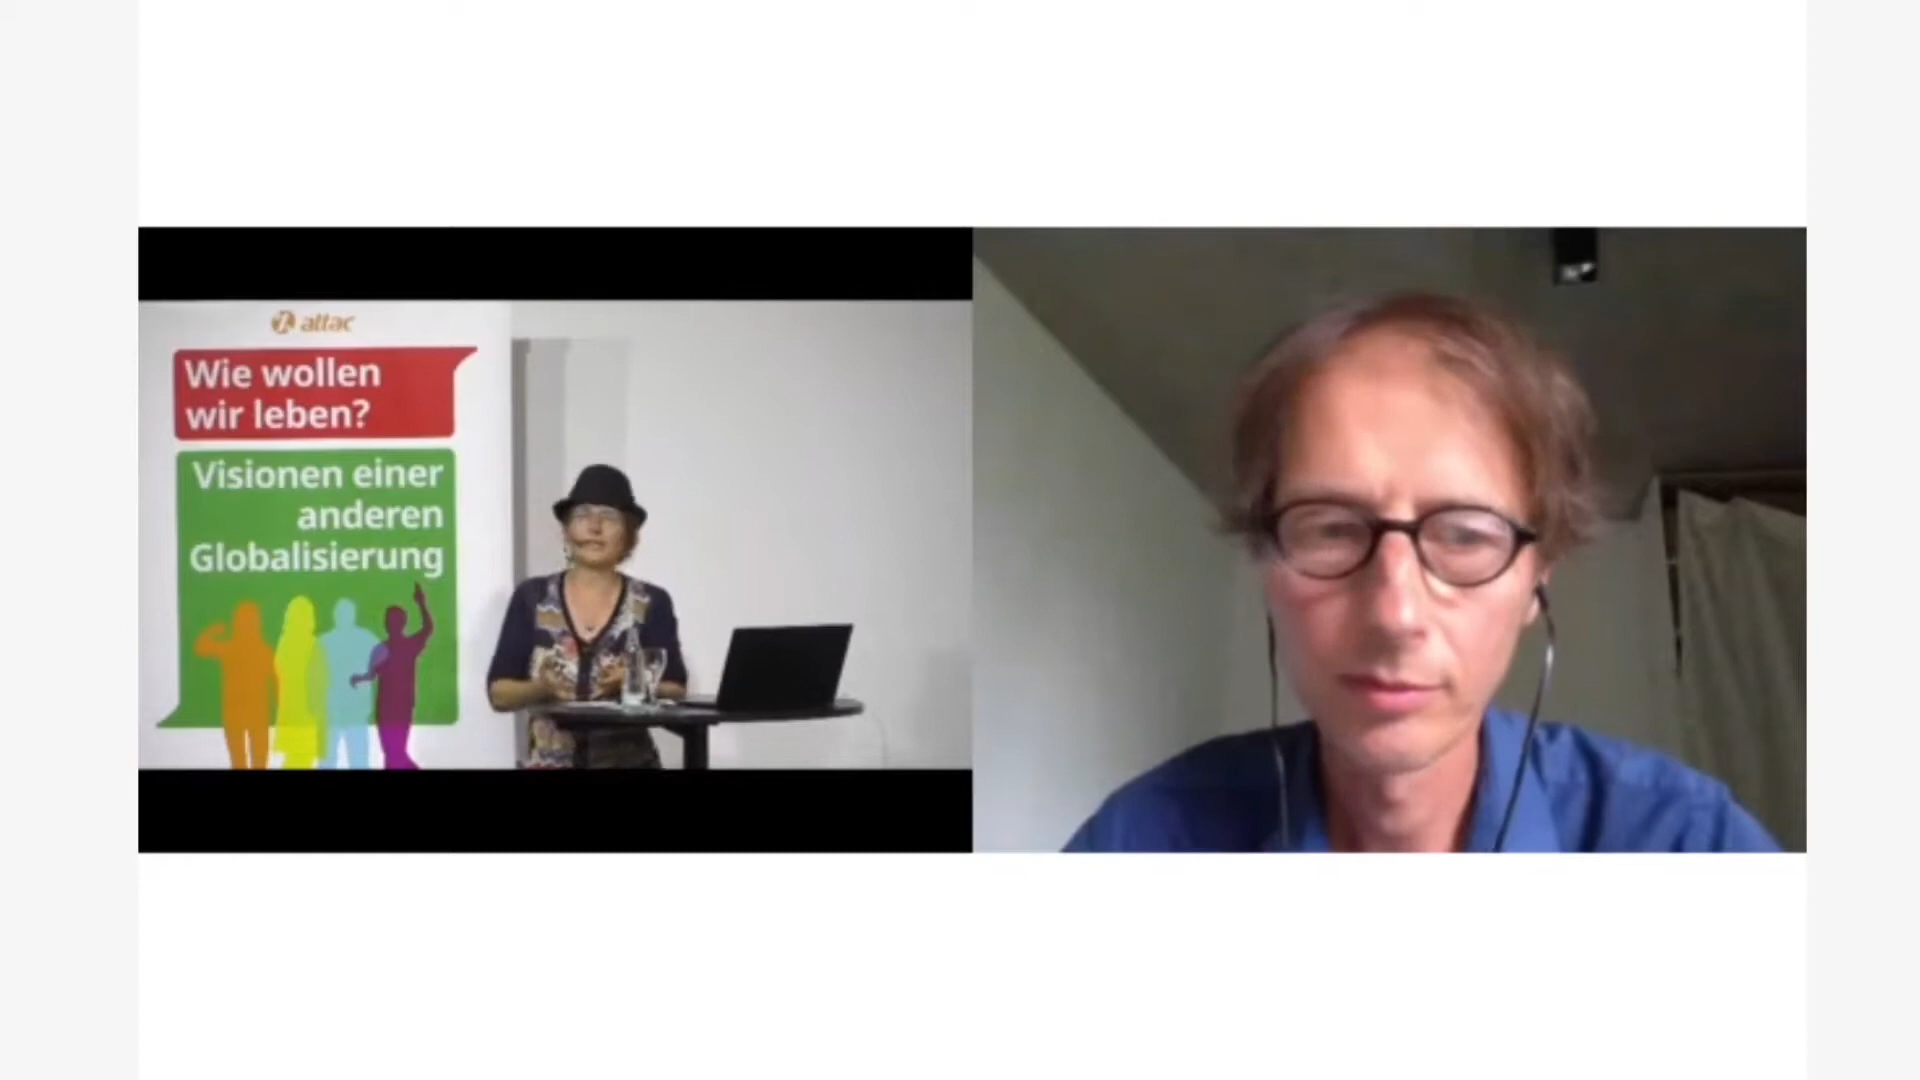 attac
Wie wollen
wir leben?
Visionen einer
anderen
Globalisierung